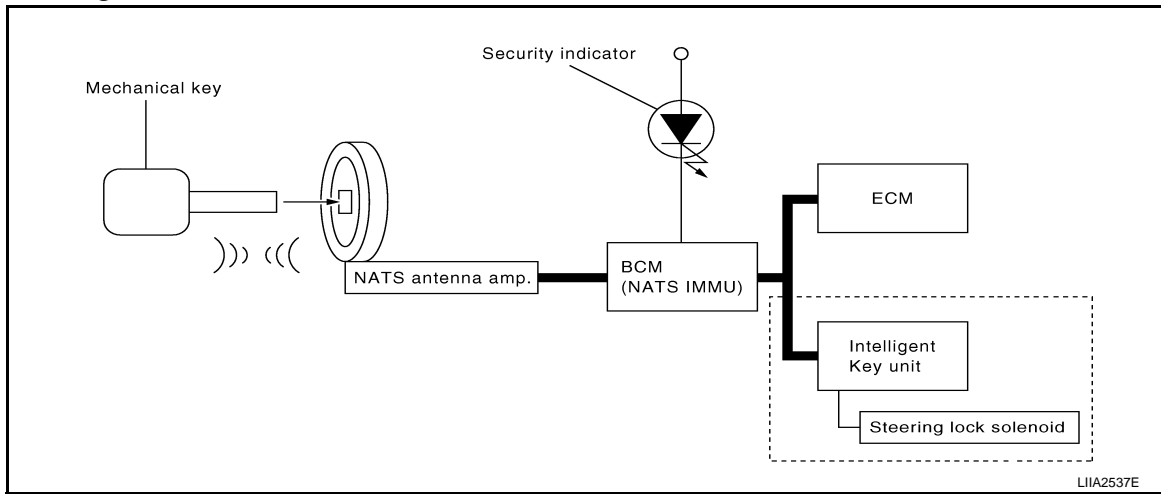 Security indicator
Mechanical key
ECM
NATS antenna amp.
BCM
(NATS IMMU)
Intelligent
Key unit
Steering lock solenoid
LIIA2537E